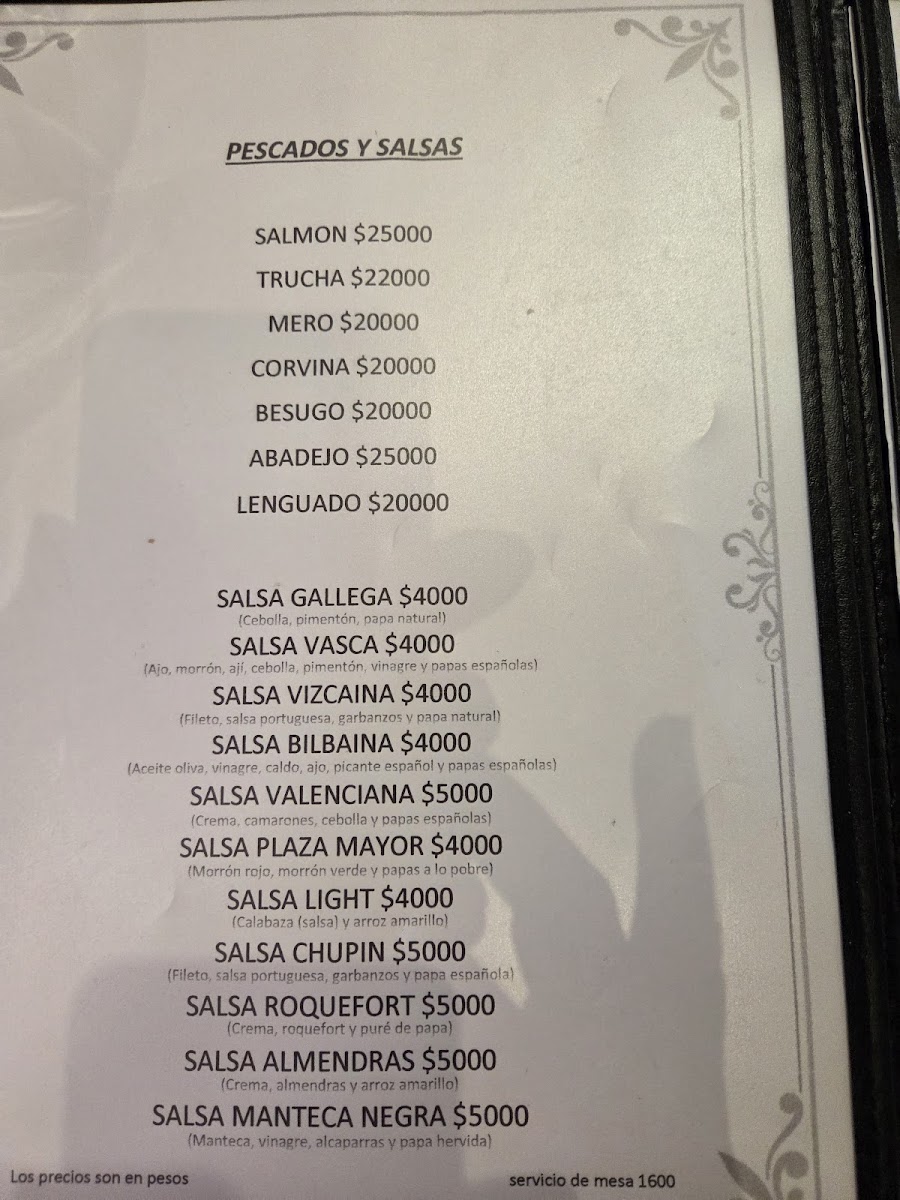 PESCADOS Y SALSAS
SALMON $25000
TRUCHA $22000
MERO $20000
CORVINA $20000
BESUGO $20000
ABADEJO $25000
LENGUADO $20000
SALSA GALLEGA $4000
(Cebolla, pimentón, papa natural)
SALSA VASCA $4000
(Ajo, morrón, ají, cebolla, pimentón, vinagre y papas españolas)
SALSA VIZCAINA $4000
(Fileto, salsa portuguesa, garbanzos y papa natural)
SALSA BILBAINA $4000
(Aceite oliva, vinagre, caldo, ajo, picante español y papas españolas)
SALSA VALENCIANA $5000
(Crema, camarones, cebolla y papas españolas)
SALSA PLAZA MAYOR $4000
(Morrón rojo, morrón verde y papas a lo pobre)
SALSA LIGHT $4000
(Calabaza (salsa) y arroz amarillo)
SALSA CHUPIN $5000
(Fileto, salsa portuguesa, garbanzos y papa española)
SALSA ROQUEFORT $5000
(Crema, roquefort y puré de papa)
SALSA ALMENDRAS $5000
(Crema, almendras y arroz amarillo)
SALSA MANTECA NEGRA $5000
(Manteca, vinagre, alcaparras y papa hervida)
Los precios son en pesos
servicio de mesa 1600